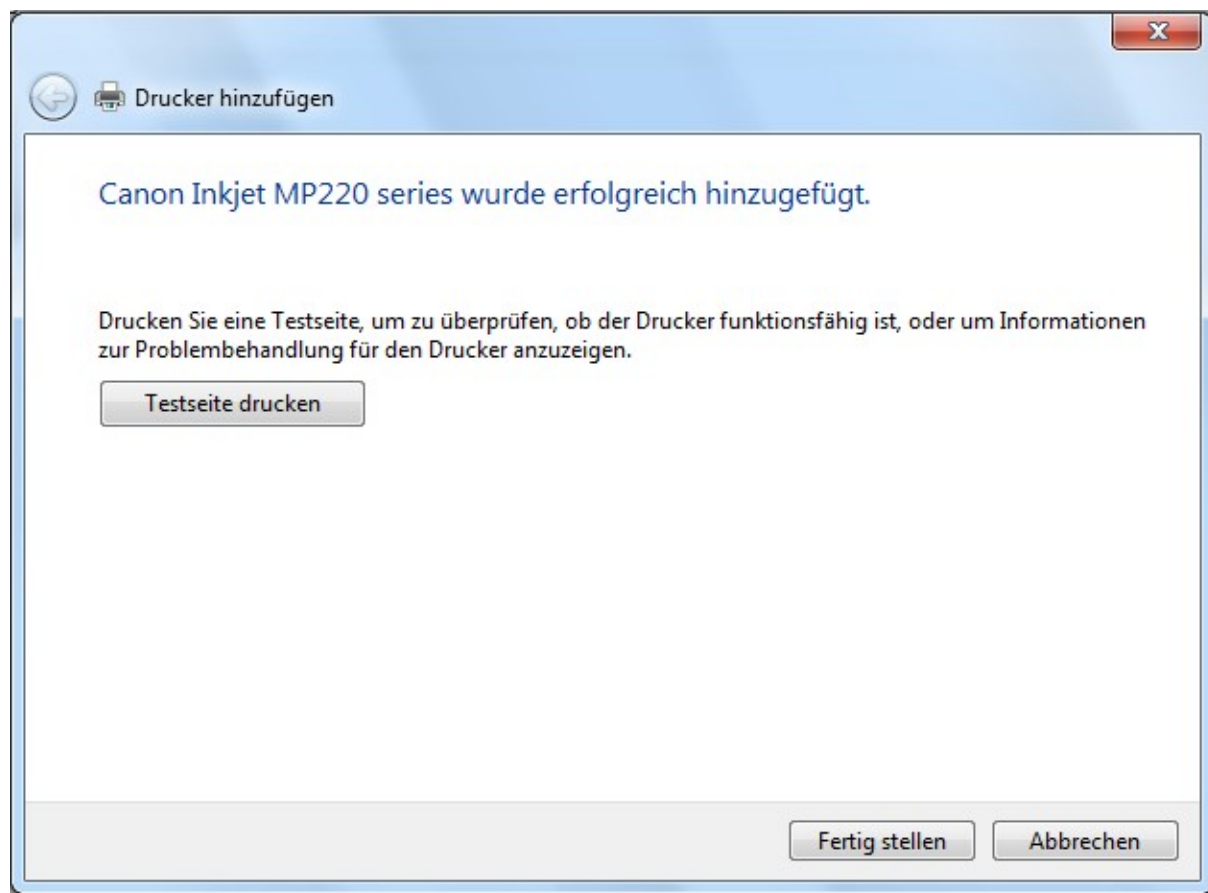 Drucker hinzufügen
Canon Inkjet MP220 series wurde erfolgreich hinzugefügt.
Drucken Sie eine Testseite, um zu überprüfen, ob der Drucker funktionsfähig ist, oder um Informationen
zur Problembehandlung für den Drucker anzuzeigen.
Testseite drucken
Fertig stellen
Abbrechen